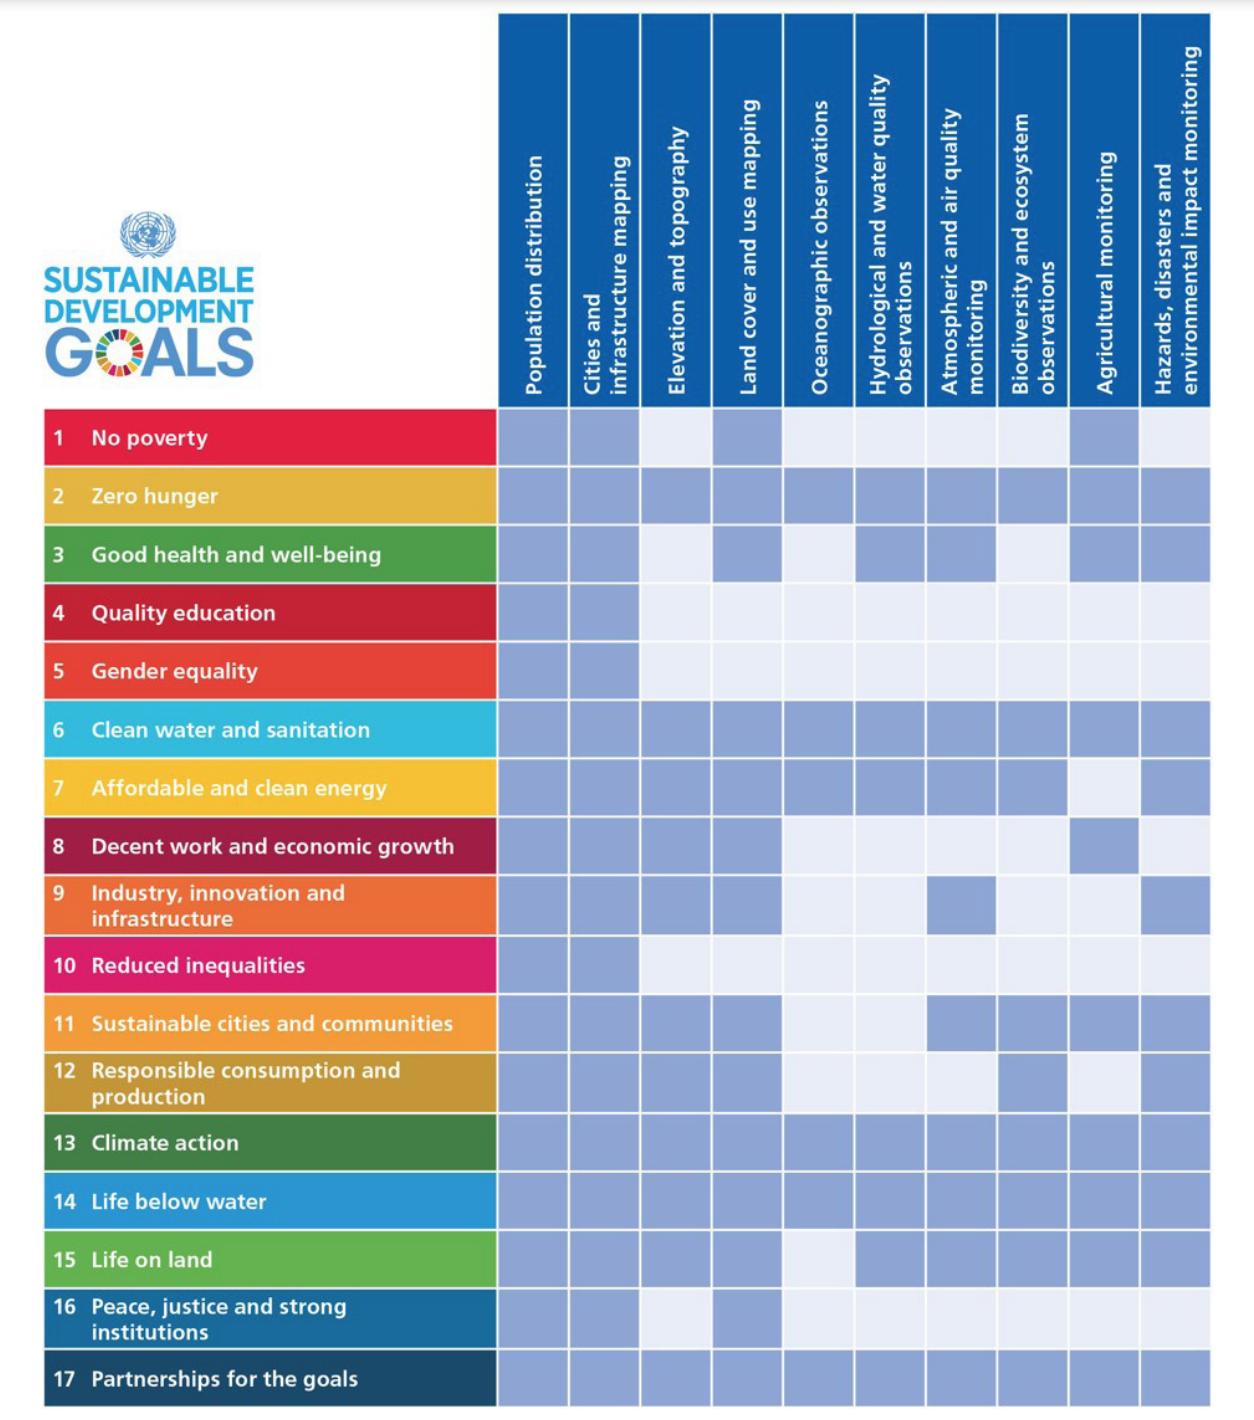 Population distribution
Cities and
infrastructure mapping
Elevation and topography
Land cover and use mapping
Oceanographic observations
Hydrological and water quality
observations
Atmospheric and air quality
monitoring
Biodiversity and ecosystem
observations
Agricultural monitoring
Hazards, disasters and
environmental impact monitoring
SUSTAINABLE
DEVELOPMENT
GOALS
1 No poverty
2 Zero hunger
3 Good health and well-being
4 Quality education
5 Gender equality
6 Clean water and sanitation
7 Affordable and clean energy
8 Decent work and economic growth
9 Industry, innovation and
infrastructure
10 Reduced inequalities
11 Sustainable cities and communities
12 Responsible consumption and
production
13 Climate action
14 Life below water
15 Life on land
16 Peace, justice and strong
institutions
17 Partnerships for the goals